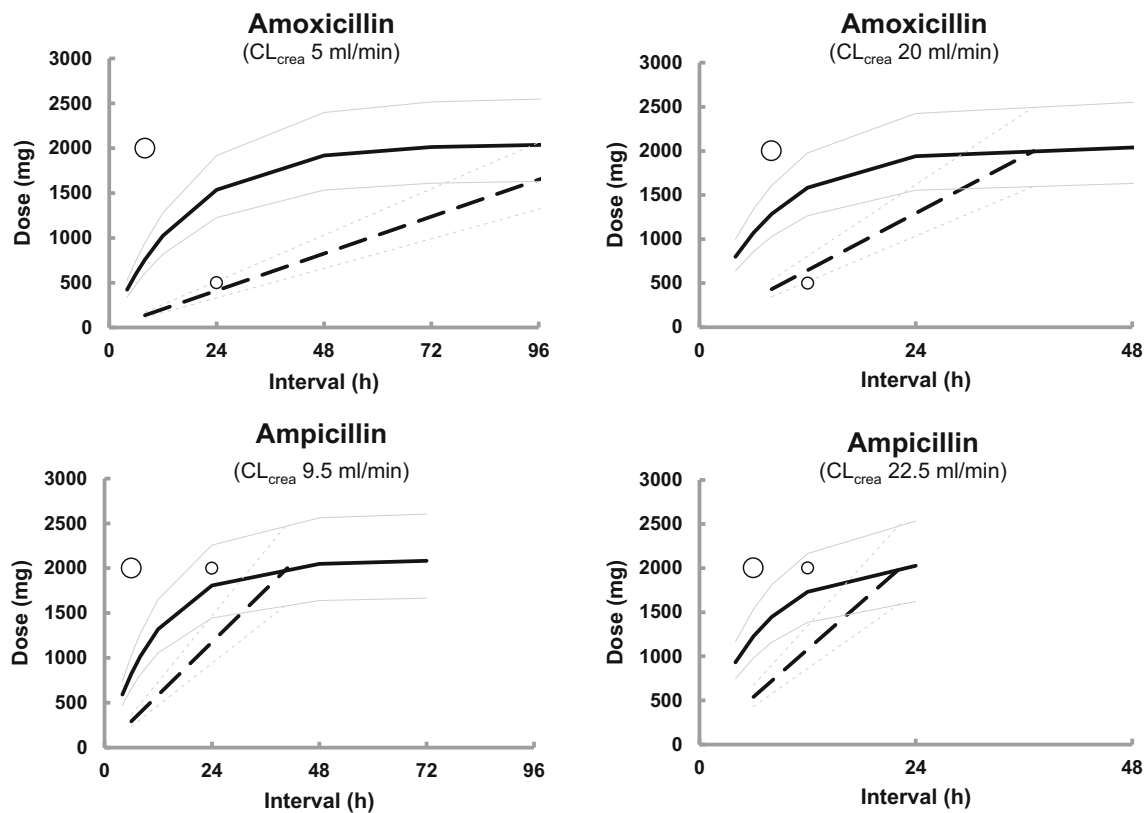 Amoxicillin
(CLcrea 5 ml/min)
3000
2500
2000
1500
1000
500
0
Dose (mg)
0 24 48 72 96
Interval (h)
Amoxicillin
(CLcrea 20 ml/min)
3000
2500
2000
1500
1000
500
0
Dose (mg)
0 24 48
Interval (h)
Ampicillin
(CLcrea 9.5 ml/min)
3000
2500
2000
1500
1000
500
0
Dose (mg)
0 24 48 72 96
Interval (h)
Ampicillin
(CLcrea 22.5 ml/min)
3000
2500
2000
1500
1000
500
0
Dose (mg)
0 24 48
Interval (h)